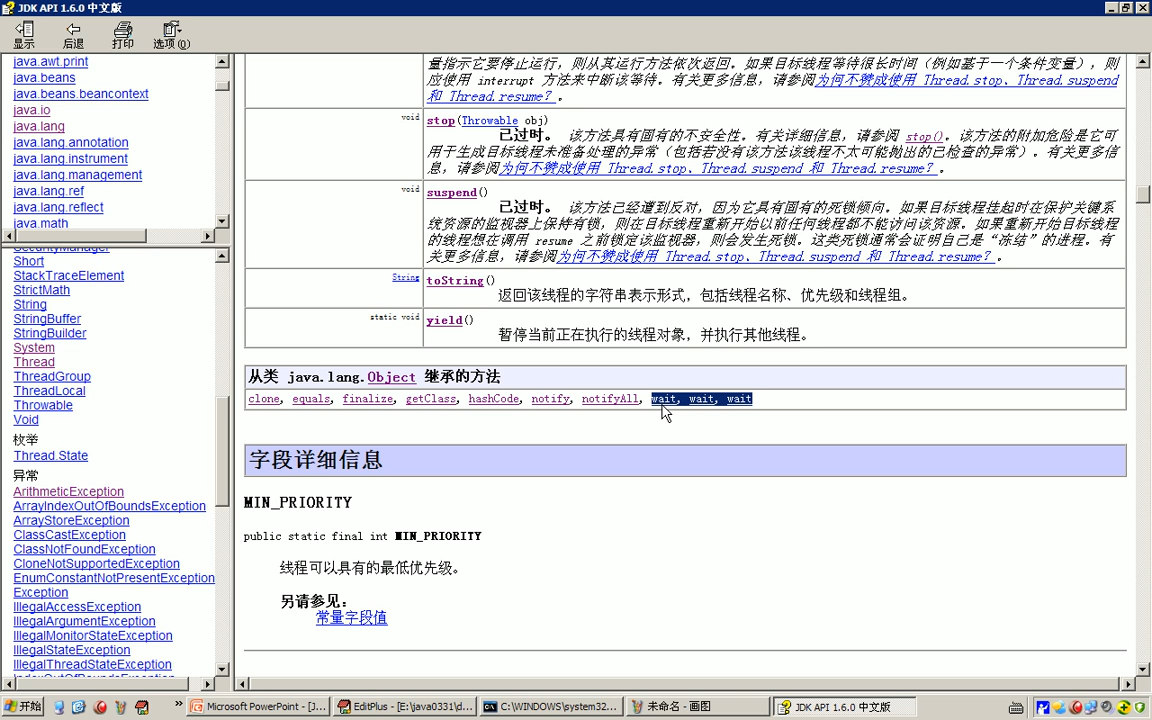 JDK API 1.6.0 中文版
显示 后退 打印 选项(O)
java.awt.print
java.beans
java.beans.beancontext
java.io
java.lang
java.lang.annotation
java.lang.instrument
java.lang.management
java.lang.ref
java.lang.reflect
java.math
SecurityManager
Short
StackTraceElement
StrictMath
String
StringBuffer
StringBuilder
System
Thread
ThreadGroup
ThreadLocal
Throwable
Void
枚举
Thread.State
异常
ArithmeticException
ArrayIndexOutOfBoundsException
ArrayStoreException
ClassCastException
ClassNotFoundException
CloneNotSupportedException
EnumConstantNotPresentException
Exception
IllegalAccessException
IllegalArgumentException
IllegalMonitorStateException
IllegalStateException
IllegalThreadStateException
IndexOutOfBoundsException
量指示它要停止运行，则从其运行方法依次返回。如果目标线程等待很长时间（例如基于一个条件变量），则
应使用 interrupt 方法来中断该等待。有关更多信息，请参阅为何不赞成使用 Thread.stop、Thread.suspend
和 Thread.resume？。
void stop(Throwable obj)
已过时。 该方法具有固有的不安全性。有关详细信息，请参阅 stop()。该方法的附加危险是它可
用于生成目标线程未准备处理的异常（包括若没有该方法该线程不太可能抛出的已检查的异常）。有关更多信
息，请参阅为何不赞成使用 Thread.stop、Thread.suspend 和 Thread.resume？。
void suspend()
已过时。 该方法已经遭到反对，因为它具有固有的死锁倾向。如果目标线程挂起时在保护关键系
统资源的监视器上保持有锁，则在目标线程重新开始以前任何线程都不能访问该资源。如果重新开始目标线程
的线程想在调用 resume 之前锁定该监视器，则会发生死锁。这类死锁通常会证明自己是“冻结”的进程。有
关更多信息，请参阅为何不赞成使用 Thread.stop、Thread.suspend 和 Thread.resume？。
String toString()
返回该线程的字符串表示形式，包括线程名称、优先级和线程组。
static void yield()
暂停当前正在执行的线程对象，并执行其他线程。
从类 java.lang.Object 继承的方法
clone, equals, finalize, getClass, hashCode, notify, notifyAll, wait, wait, wait
字段详细信息
MIN_PRIORITY
public static final int MIN_PRIORITY
线程可以具有的最低优先级。
另请参见：
常量字段值
开始 » Microsoft PowerPoint - [J... EditPlus - [E:\java0331\d... C:\WINDOWS\system32... 未命名 - 画图 JDK API 1.6.0 中文版